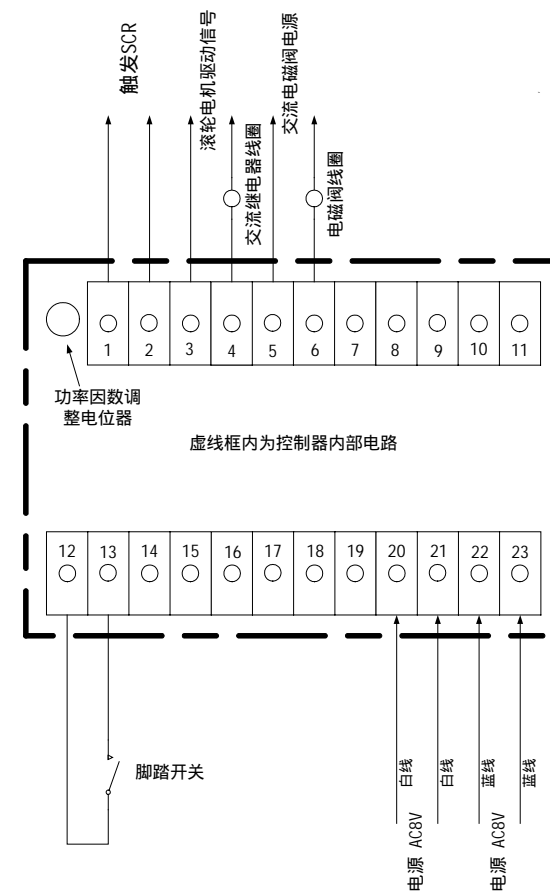 触发SCR
滚轮电机驱动信号
交流继电器线圈
交流电磁阀电源
电磁阀线圈
1 2 3 4 5 6 7 8 9 10 11
功率因数调
整电位器
虚线框内为控制器内部电路
12 13 14 15 16 17 18 19 20 21 22 23
脚踏开关
白线
白线
蓝线
蓝线
电源 AC8V
电源 AC8V